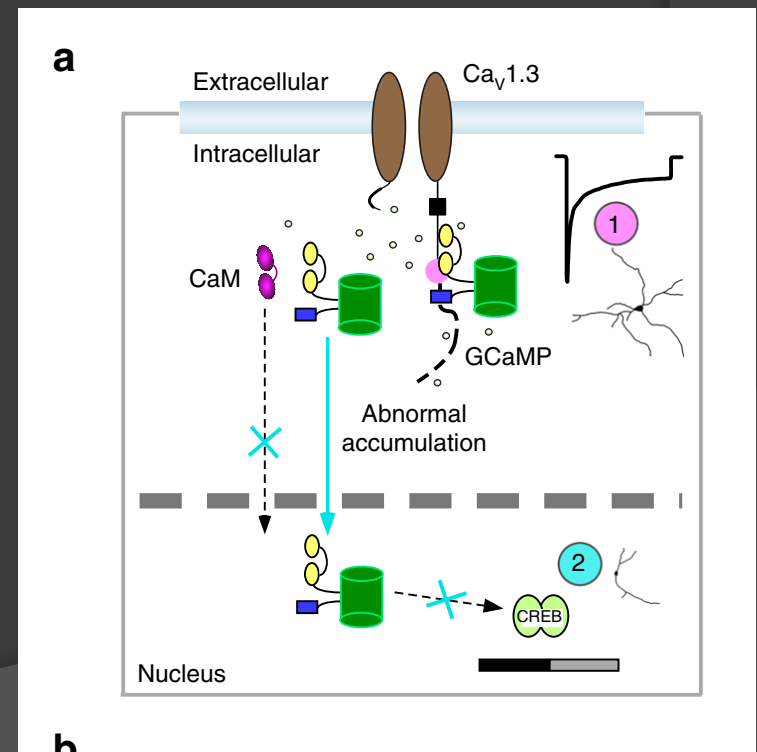 a
Extracellular
CaV1.3
Intracellular
1
CaM
GCaMP
Abnormal
accumulation
2
CREB
Nucleus
b